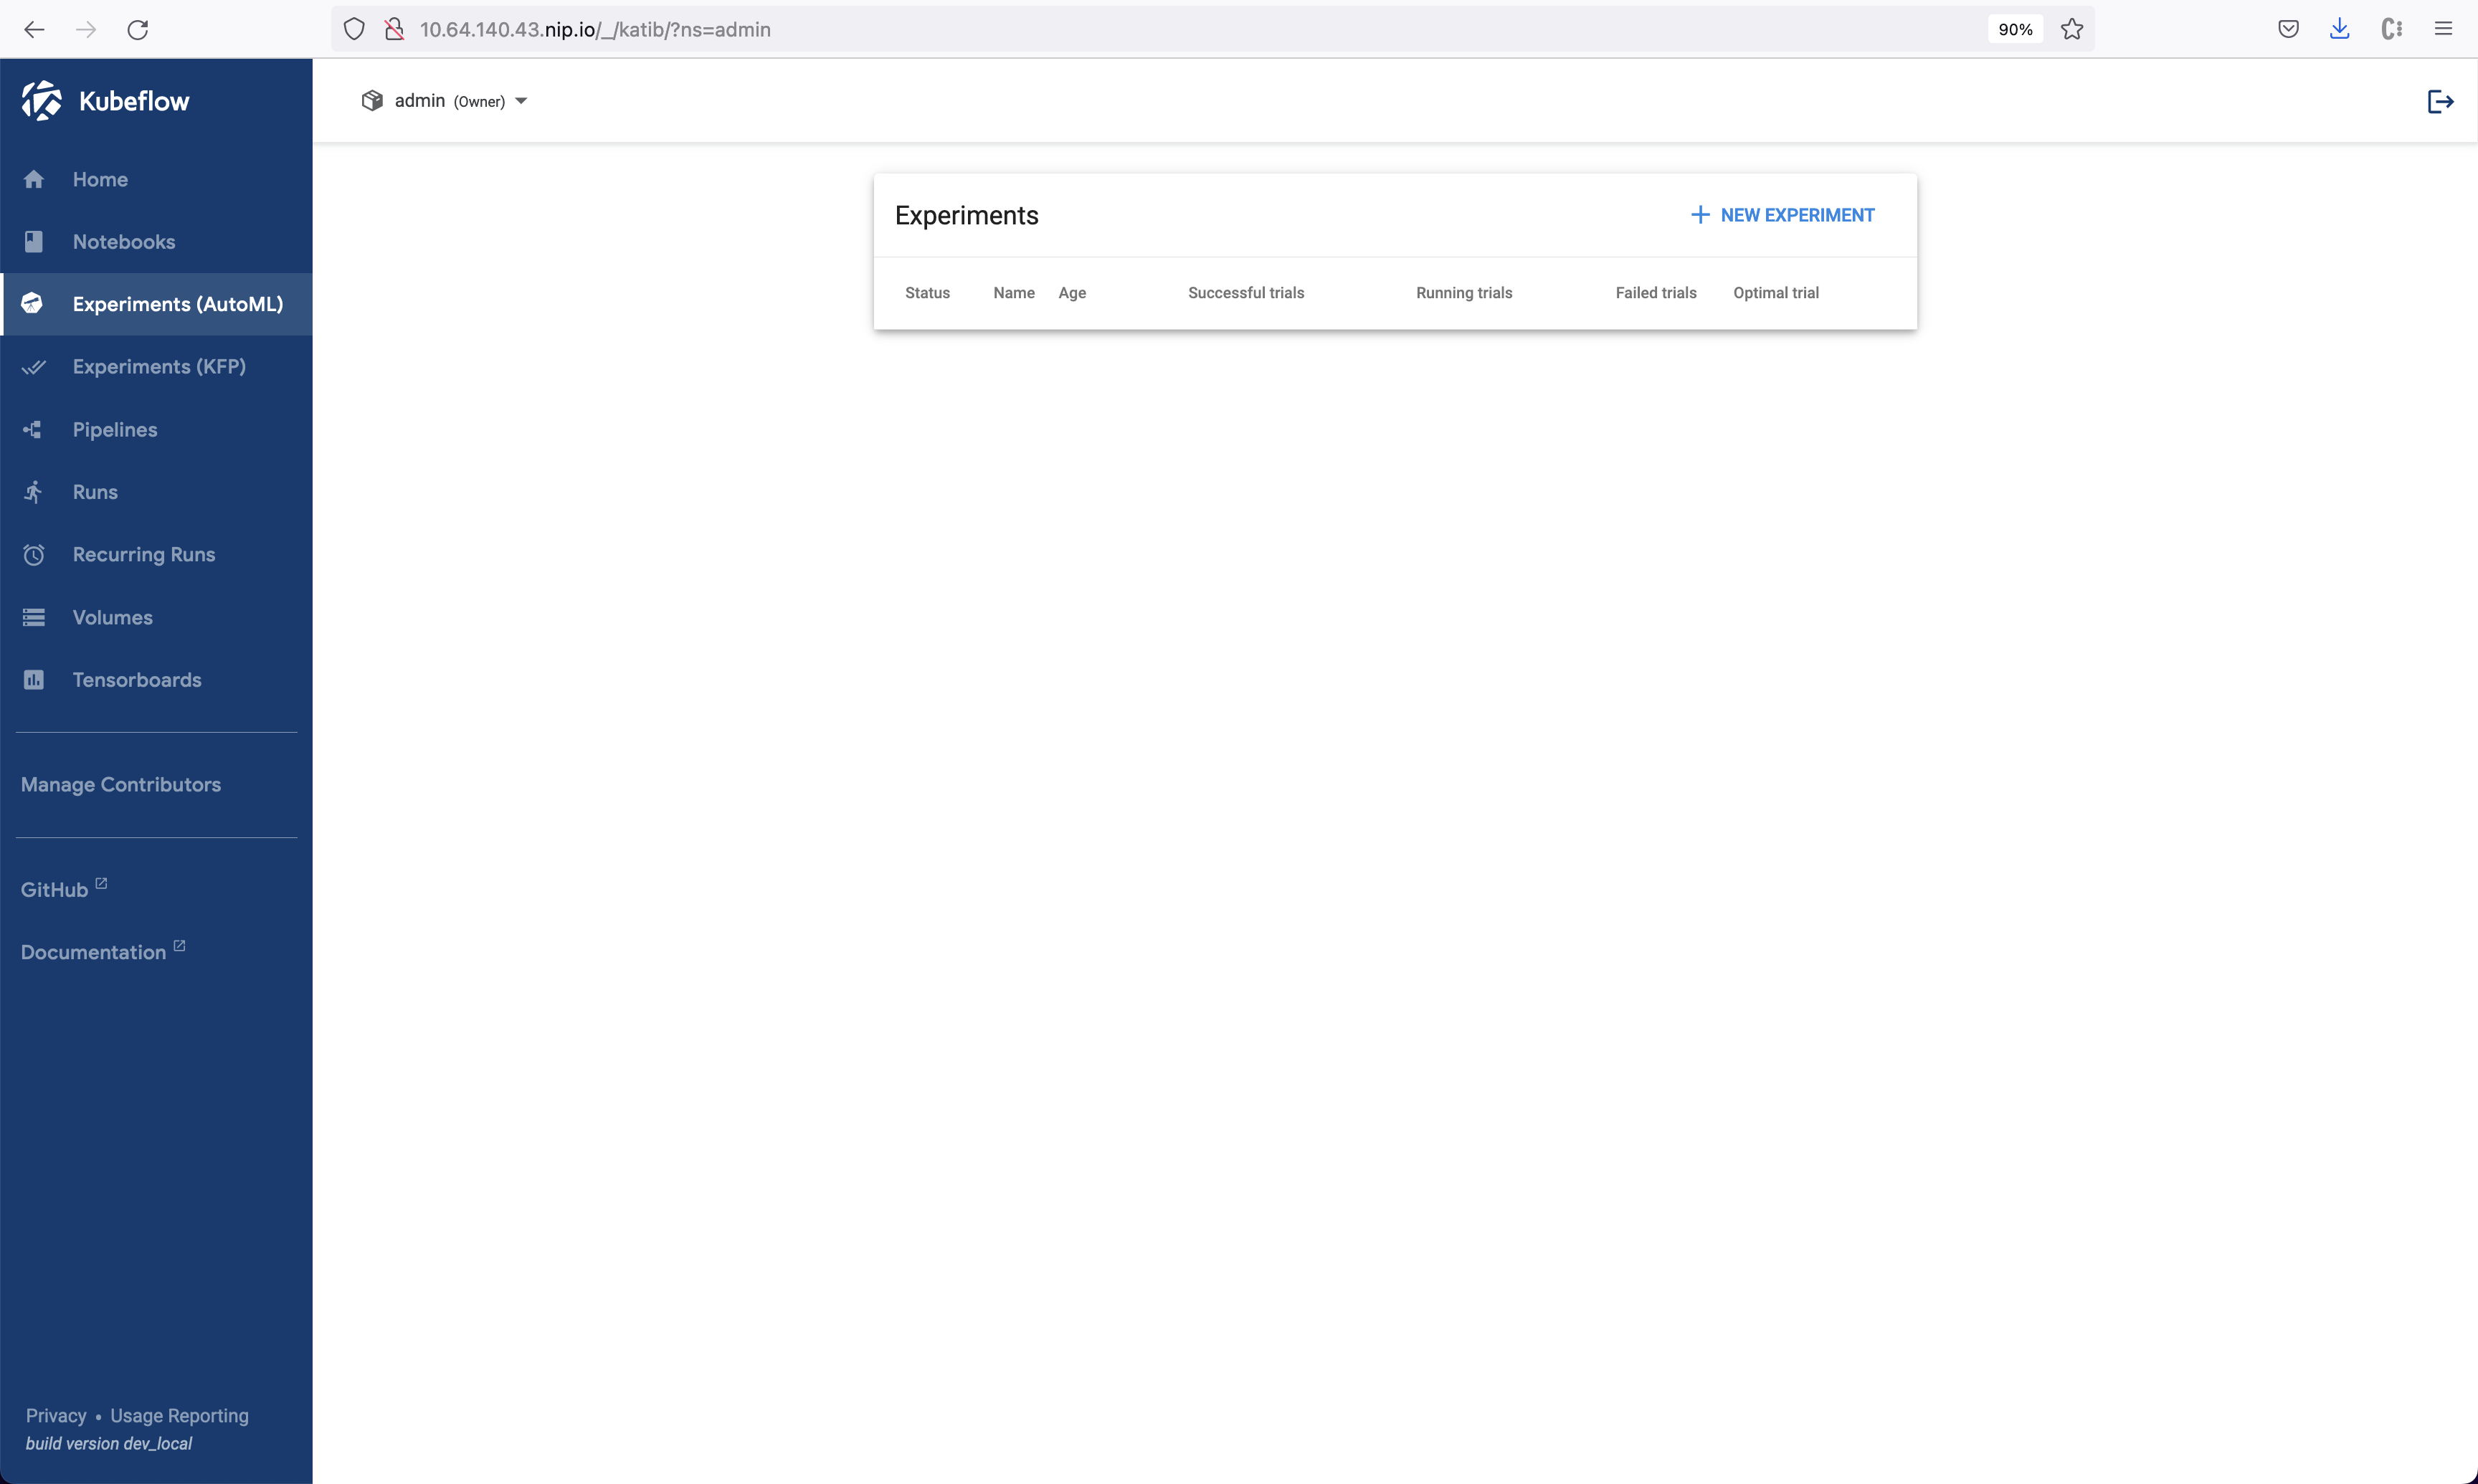 10.64.140.43.nip.io/_/katib/?ns=admin
90%
Kubeflow
admin (Owner)
Home
Notebooks
Experiments (AutoML)
Experiments (KFP)
Pipelines
Runs
Recurring Runs
Volumes
Tensorboards
Manage Contributors
GitHub
Documentation
Privacy • Usage Reporting
build version dev_local
Experiments
NEW EXPERIMENT
Status Name Age Successful trials Running trials Failed trials Optimal trial